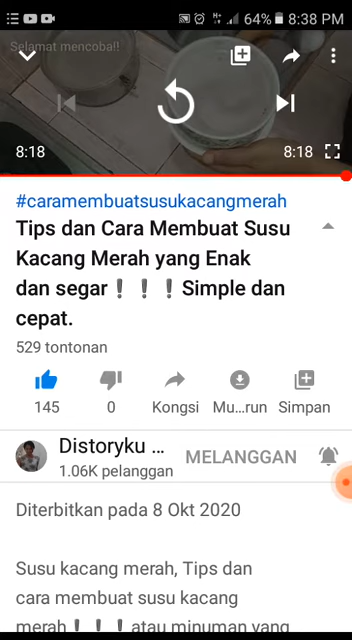 64% 8:38 PM
Selamat mencoba!!
8:18 8:18
#caramembuatsusukacangmerah
Tips dan Cara Membuat Susu
Kacang Merah yang Enak
dan segar❗❗❗Simple dan
cepat.
529 tontonan
145 0 Kongsi Mu...run Simpan
Distoryku ...
1.06K pelanggan
MELANGGAN
Diterbitkan pada 8 Okt 2020
Susu kacang merah, Tips dan
cara membuat susu kacang
merah❗❗❗atau minuman yang